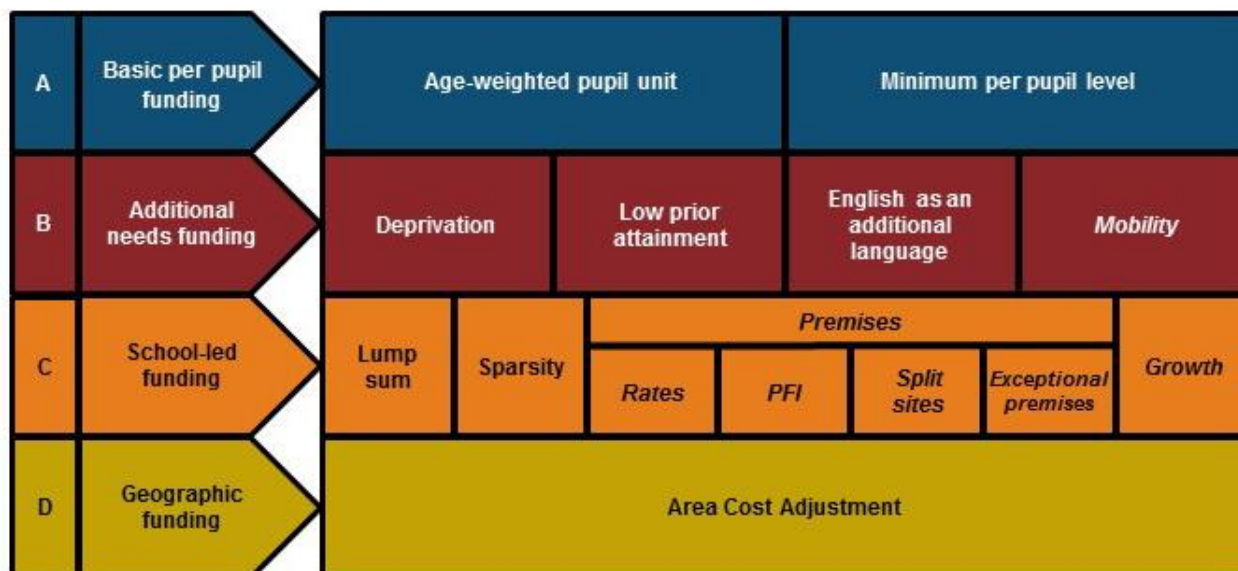 A
Basic per pupil
funding
Age-weighted pupil unit
Minimum per pupil level
B
Additional
needs funding
Deprivation
Low prior
attainment
English as an
additional
language
Mobility
C
School-led
funding
Lump
sum
Sparsity
Premises
Rates
PFI
Split
sites
Exceptional
premises
Growth
D
Geographic
funding
Area Cost Adjustment